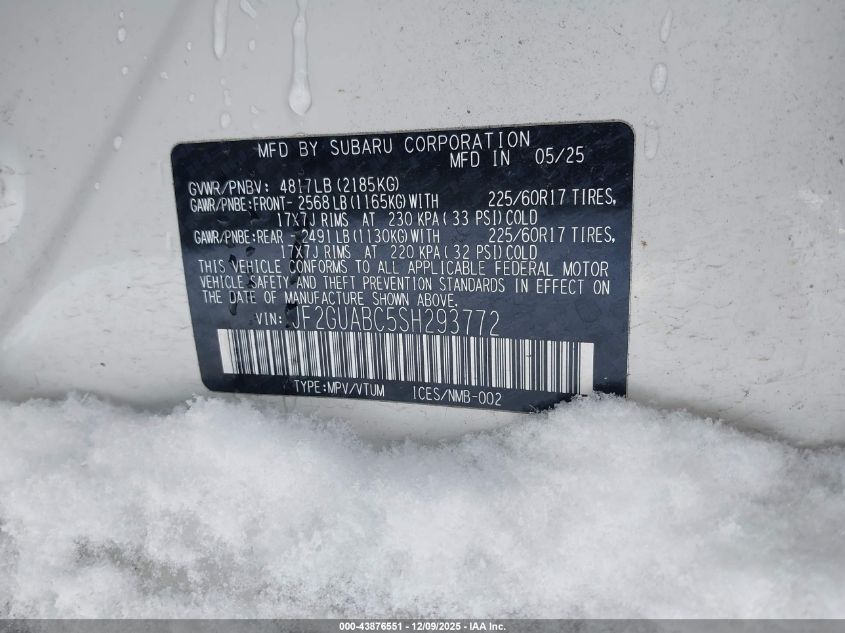 MFD BY SUBARU CORPORATION
MFD IN 05/25
GVWR/PNBV: 4817LB (2185KG)
GAWR/PNBE:FRONT- 2568LB (1165KG) WITH 225/60R17 TIRES,
17X7J RIMS AT 230 KPA (33 PSI) COLD
GAWR/PNBE:REAR - 2491LB (1130KG) WITH 225/60R17 TIRES,
17X7J RIMS AT 220 KPA (32 PSI) COLD
THIS VEHICLE CONFORMS TO ALL APPLICABLE FEDERAL MOTOR
VEHICLE SAFETY AND THEFT PREVENTION STANDARDS IN EFFECT ON
THE DATE OF MANUFACTURE SHOWN ABOVE.
VIN: JF2GUABC5SH293772
TYPE:MPV/VTUM ICES/NMB-002
000-43876551 - 12/09/2025 - IAA Inc.